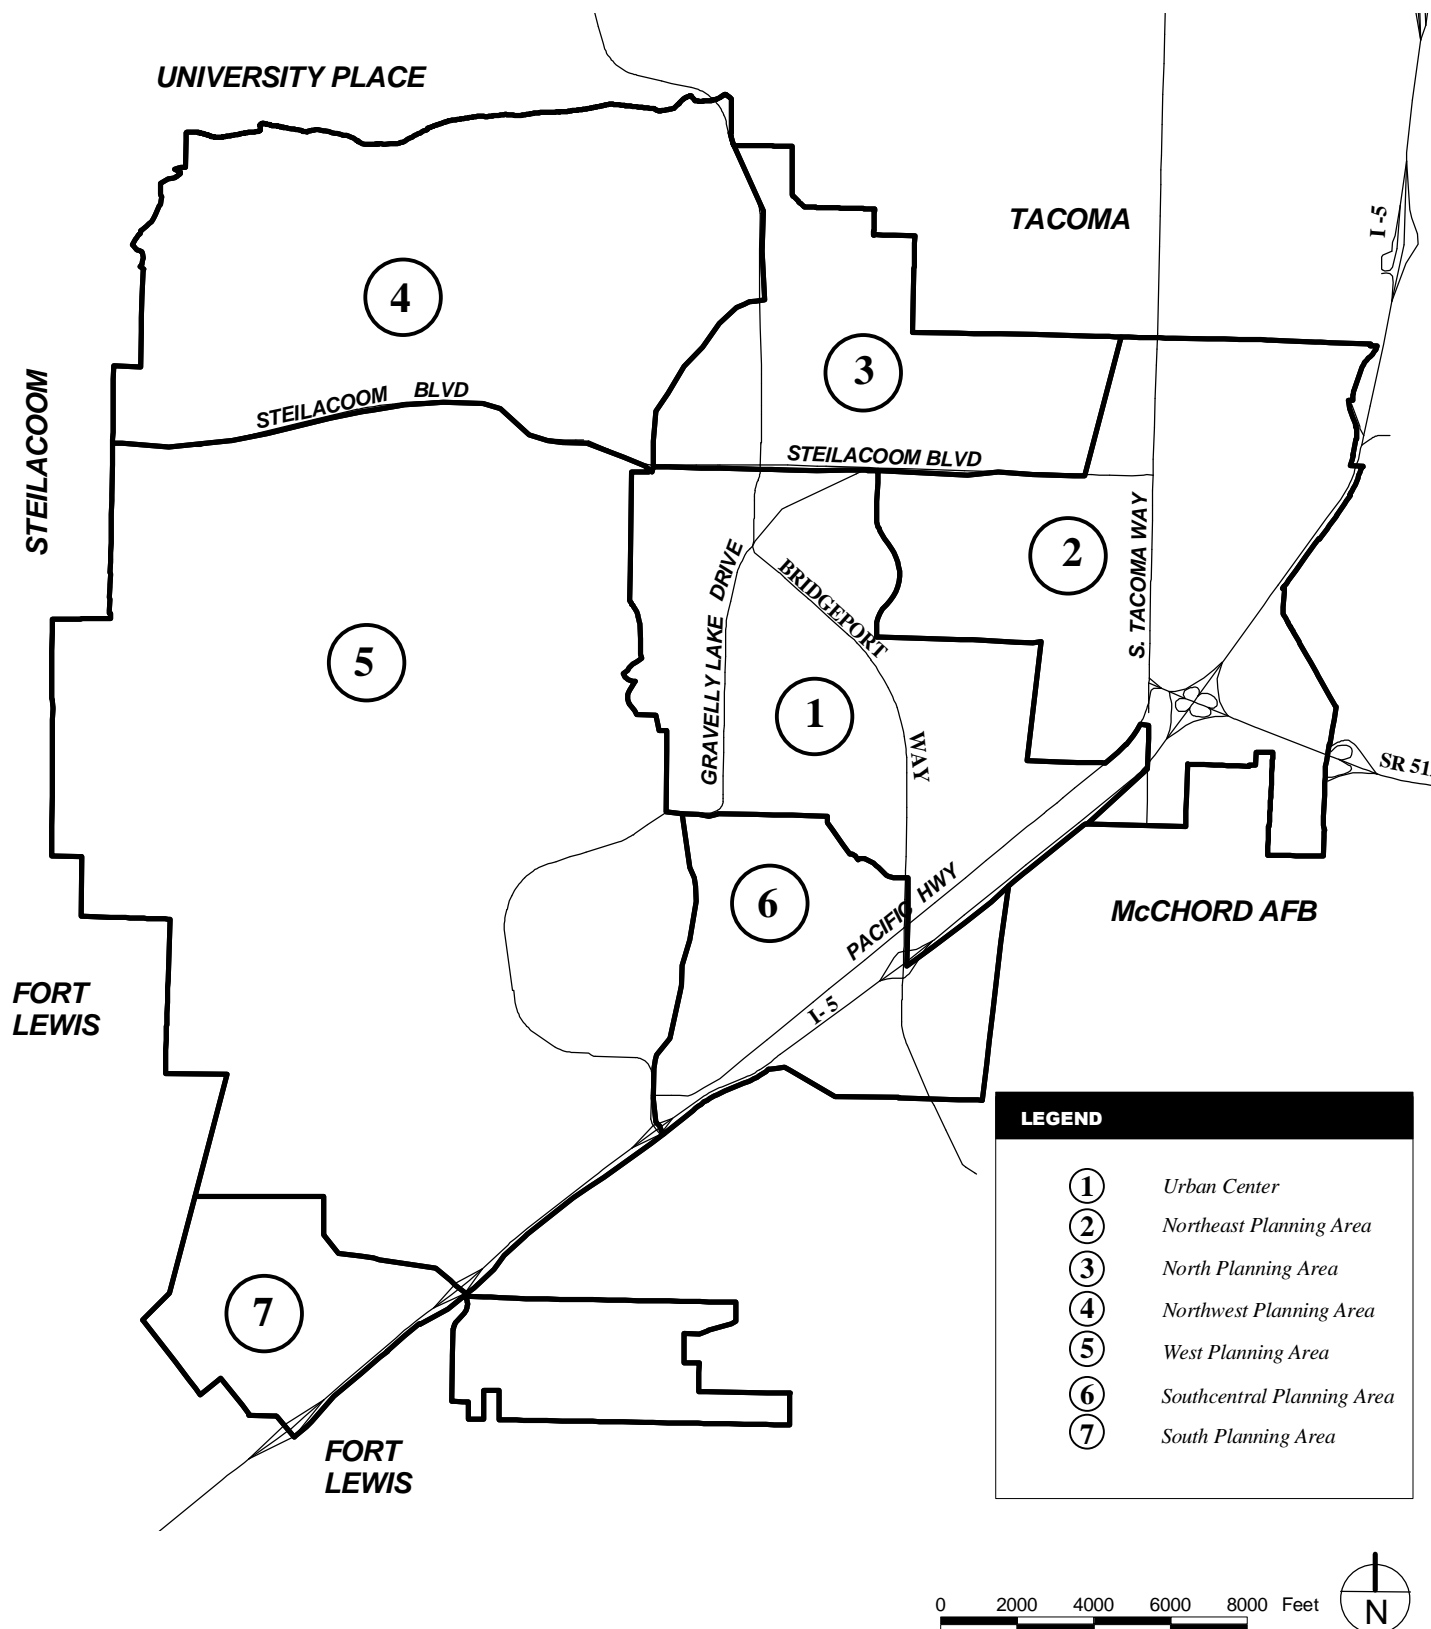 UNIVERSITY PLACE
TACOMA
I -5
4
3
STEILACOOM
STEILACOOM BLVD
STEILACOOM BLVD
2
S. TACOMA WAY
GRAVELLY LAKE DRIVE
BRIDGEPORT
WAY
5
1
SR 51
6
PACIFIC HWY
McCHORD AFB
I- 5
FORT
LEWIS
7
FORT
LEWIS
LEGEND
1 Urban Center
2 Northeast Planning Area
3 North Planning Area
4 Northwest Planning Area
5 West Planning Area
6 Southcentral Planning Area
7 South Planning Area
0 2000 4000 6000 8000 Feet
N